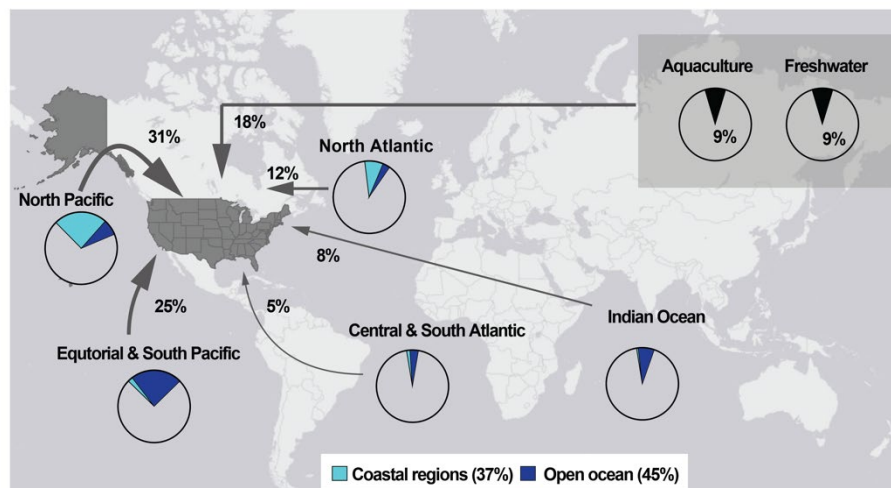 Aquaculture
Freshwater
9%
9%
18%
31%
North Atlantic
12%
North Pacific
8%
25%
5%
Central & South Atlantic
Indian Ocean
Equtorial & South Pacific
Coastal regions (37%)
Open ocean (45%)